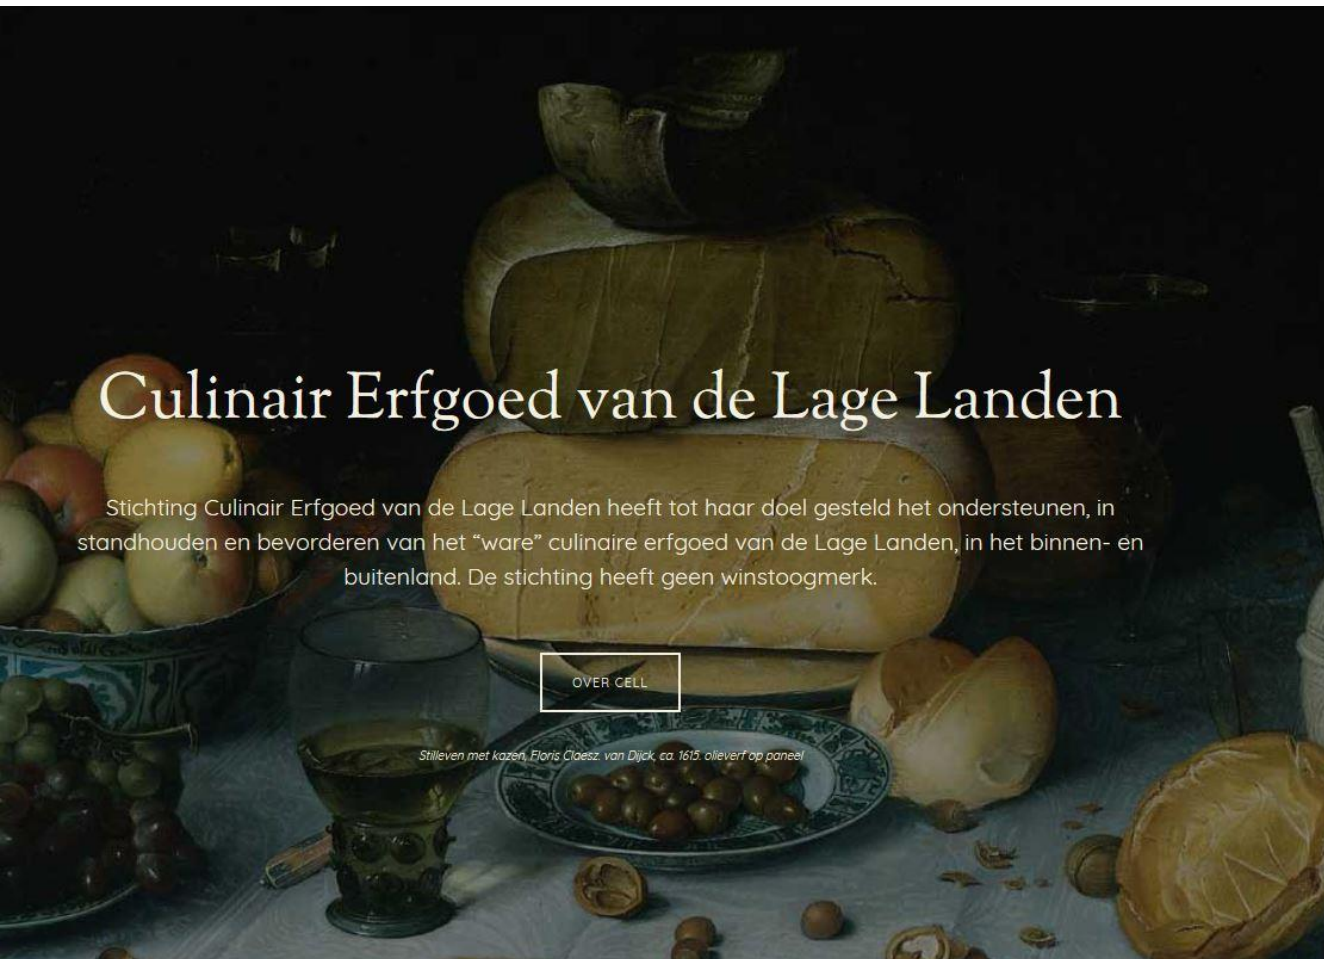 Culinair Erfgoed van de Lage Landen
Stichting Culinair Erfgoed van de Lage Landen heeft tot haar doel gesteld het ondersteunen, in
standhouden en bevorderen van het “ware” culinaire erfgoed van de Lage Landen, in het binnen- en
buitenland. De stichting heeft geen winstoogmerk.
OVER CELL
Stilleven met kazen, Floris Claesz. van Dijck, ca. 1615. olieverf op paneel